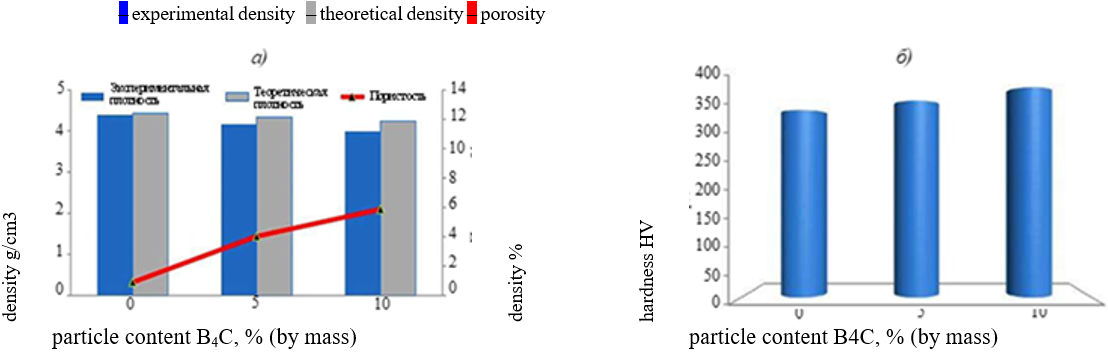 experimental density theoretical density porosity
а)
Экспериментальная плотность
Теоретическая плотность
Пористость
5
4
3
2
1
0
14
12
10
8
6
4
2
0
0 5 10
density g/cm3
density %
particle content B₄C, % (by mass)
б)
400
350
300
250
200
150
100
50
0
0 5 10
hardness HV
particle content B4C, % (by mass)